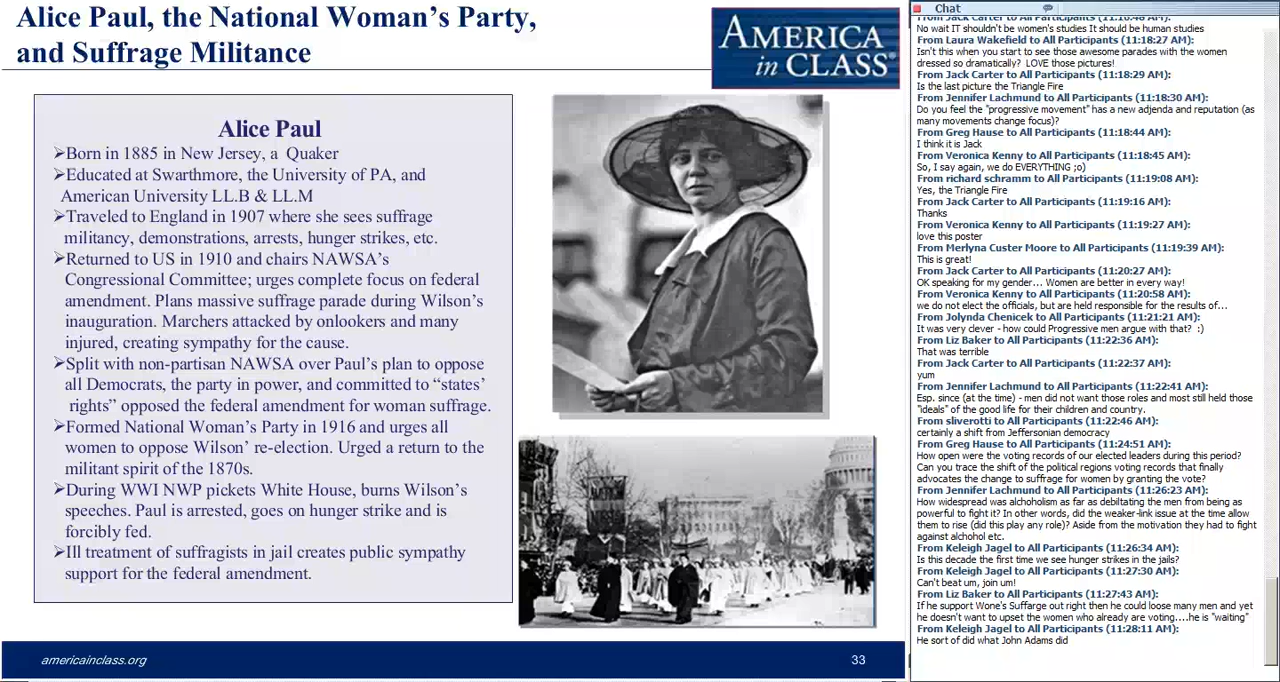 Alice Paul, the National Woman's Party,
and Suffrage Militance
AMERICA
in CLASS®
Alice Paul
➢Born in 1885 in New Jersey, a Quaker
➢Educated at Swarthmore, the University of PA, and
American University LL.B & LL.M
➢Traveled to England in 1907 where she sees suffrage
militancy, demonstrations, arrests, hunger strikes, etc.
➢Returned to US in 1910 and chairs NAWSA's
Congressional Committee; urges complete focus on federal
amendment. Plans massive suffrage parade during Wilson's
inauguration. Marchers attacked by onlookers and many
injured, creating sympathy for the cause.
➢Split with non-partisan NAWSA over Paul's plan to oppose
all Democrats, the party in power, and committed to “states'
rights” opposed the federal amendment for woman suffrage.
➢Formed National Woman's Party in 1916 and urges all
women to oppose Wilson' re-election. Urged a return to the
militant spirit of the 1870s.
➢During WWI NWP pickets White House, burns Wilson's
speeches. Paul is arrested, goes on hunger strike and is
forcibly fed.
➢Ill treatment of suffragists in jail creates public sympathy
support for the federal amendment.
americainclass.org
33
Chat
From Jack Carter to All Participants (11:16:48 AM):
No wait IT shouldn't be women's studies It should be human studies
From Laura Wakefield to All Participants (11:18:27 AM):
Isn't this when you start to see those awesome parades with the women
dressed so dramatically? LOVE those pictures!
From Jack Carter to All Participants (11:18:29 AM):
Is the last picture the Triangle Fire
From Jennifer Lachmund to All Participants (11:18:30 AM):
Do you feel the "progressive movement" has a new adjenda and reputation (as
many movements change focus)?
From Greg Hause to All Participants (11:18:44 AM):
I think it is Jack
From Veronica Kenny to All Participants (11:18:45 AM):
So, I say again, we do EVERYTHING ;o)
From richard schramm to All Participants (11:19:08 AM):
Yes, the Triangle Fire
From Jack Carter to All Participants (11:19:16 AM):
Thanks
From Veronica Kenny to All Participants (11:19:27 AM):
love this poster
From Merlyna Custer Moore to All Participants (11:19:39 AM):
This is great!
From Jack Carter to All Participants (11:20:27 AM):
OK speaking for my gender... Women are better in every way!
From Veronica Kenny to All Participants (11:20:58 AM):
we do not elect the officials, but are held responsible for the results of...
From Jolynda Chenicek to All Participants (11:21:21 AM):
It was very clever - how could Progressive men argue with that? :)
From Liz Baker to All Participants (11:22:36 AM):
That was terrible
From Jack Carter to All Participants (11:22:37 AM):
yum
From Jennifer Lachmund to All Participants (11:22:41 AM):
Esp. since (at the time) - men did not want those roles and most still held those
"ideals" of the good life for their children and country.
From sliverotti to All Participants (11:22:46 AM):
certainly a shift from Jeffersonian democracy
From Greg Hause to All Participants (11:24:51 AM):
How open were the voting records of our elected leaders during this period?
Can you trace the shift of the political regions voting records that finally
advocates the change to suffrage for women by granting the vote?
From Jennifer Lachmund to All Participants (11:26:23 AM):
How widespread was alchoholism as far as debiltating the men from being as
powerful to fight it? In other words, did the weaker-link issue at the time allow
them to rise (did this play any role)? Aside from the motivation they had to fight
against alchohol etc.
From Keleigh Jagel to All Participants (11:26:34 AM):
Is this decade the first time we see hunger strikes in the jails?
From Keleigh Jagel to All Participants (11:27:30 AM):
Can't beat um, join um!
From Liz Baker to All Participants (11:27:43 AM):
If he support Wone's Suffarge out right then he could loose many men and yet
he doesn't want to upset the women who already are voting....he is "waiting"
From Keleigh Jagel to All Participants (11:28:11 AM):
He sort of did what John Adams did